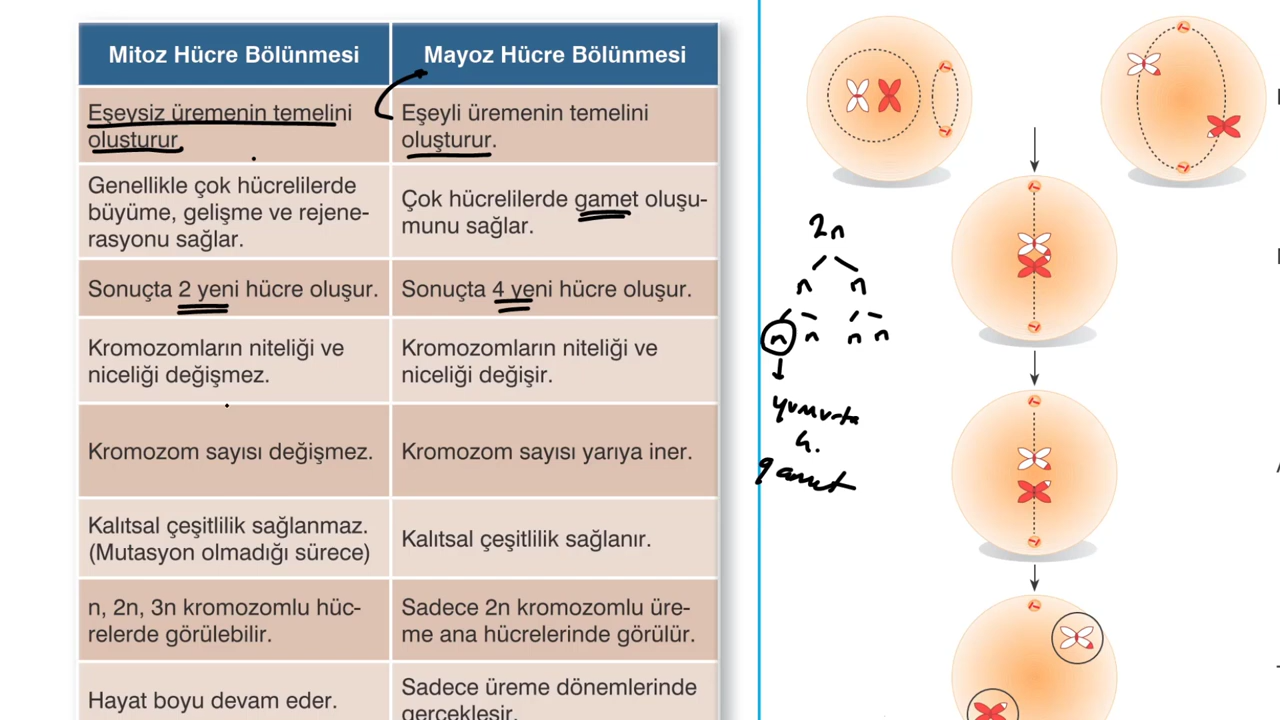 Mitoz Hücre Bölünmesi
Mayoz Hücre Bölünmesi
Eşeysiz üremenin temelini
oluşturur.
Eşeyli üremenin temelini
oluşturur.
Genellikle çok hücrelilerde
büyüme, gelişme ve rejene-
rasyonu sağlar.
Çok hücrelilerde gamet oluşu-
munu sağlar.
Sonuçta 2 yeni hücre oluşur.
Sonuçta 4 yeni hücre oluşur.
Kromozomların niteliği ve
niceliği değişmez.
Kromozomların niteliği ve
niceliği değişir.
Kromozom sayısı değişmez.
Kromozom sayısı yarıya iner.
Kalıtsal çeşitlilik sağlanmaz.
(Mutasyon olmadığı sürece)
Kalıtsal çeşitlilik sağlanır.
n, 2n, 3n kromozomlu hüc-
relerde görülebilir.
Sadece 2n kromozomlu üre-
me ana hücrelerinde görülür.
Hayat boyu devam eder.
Sadece üreme dönemlerinde
gerçekleşir.
2n
n n
n n n n
yumurta
h.
gamet